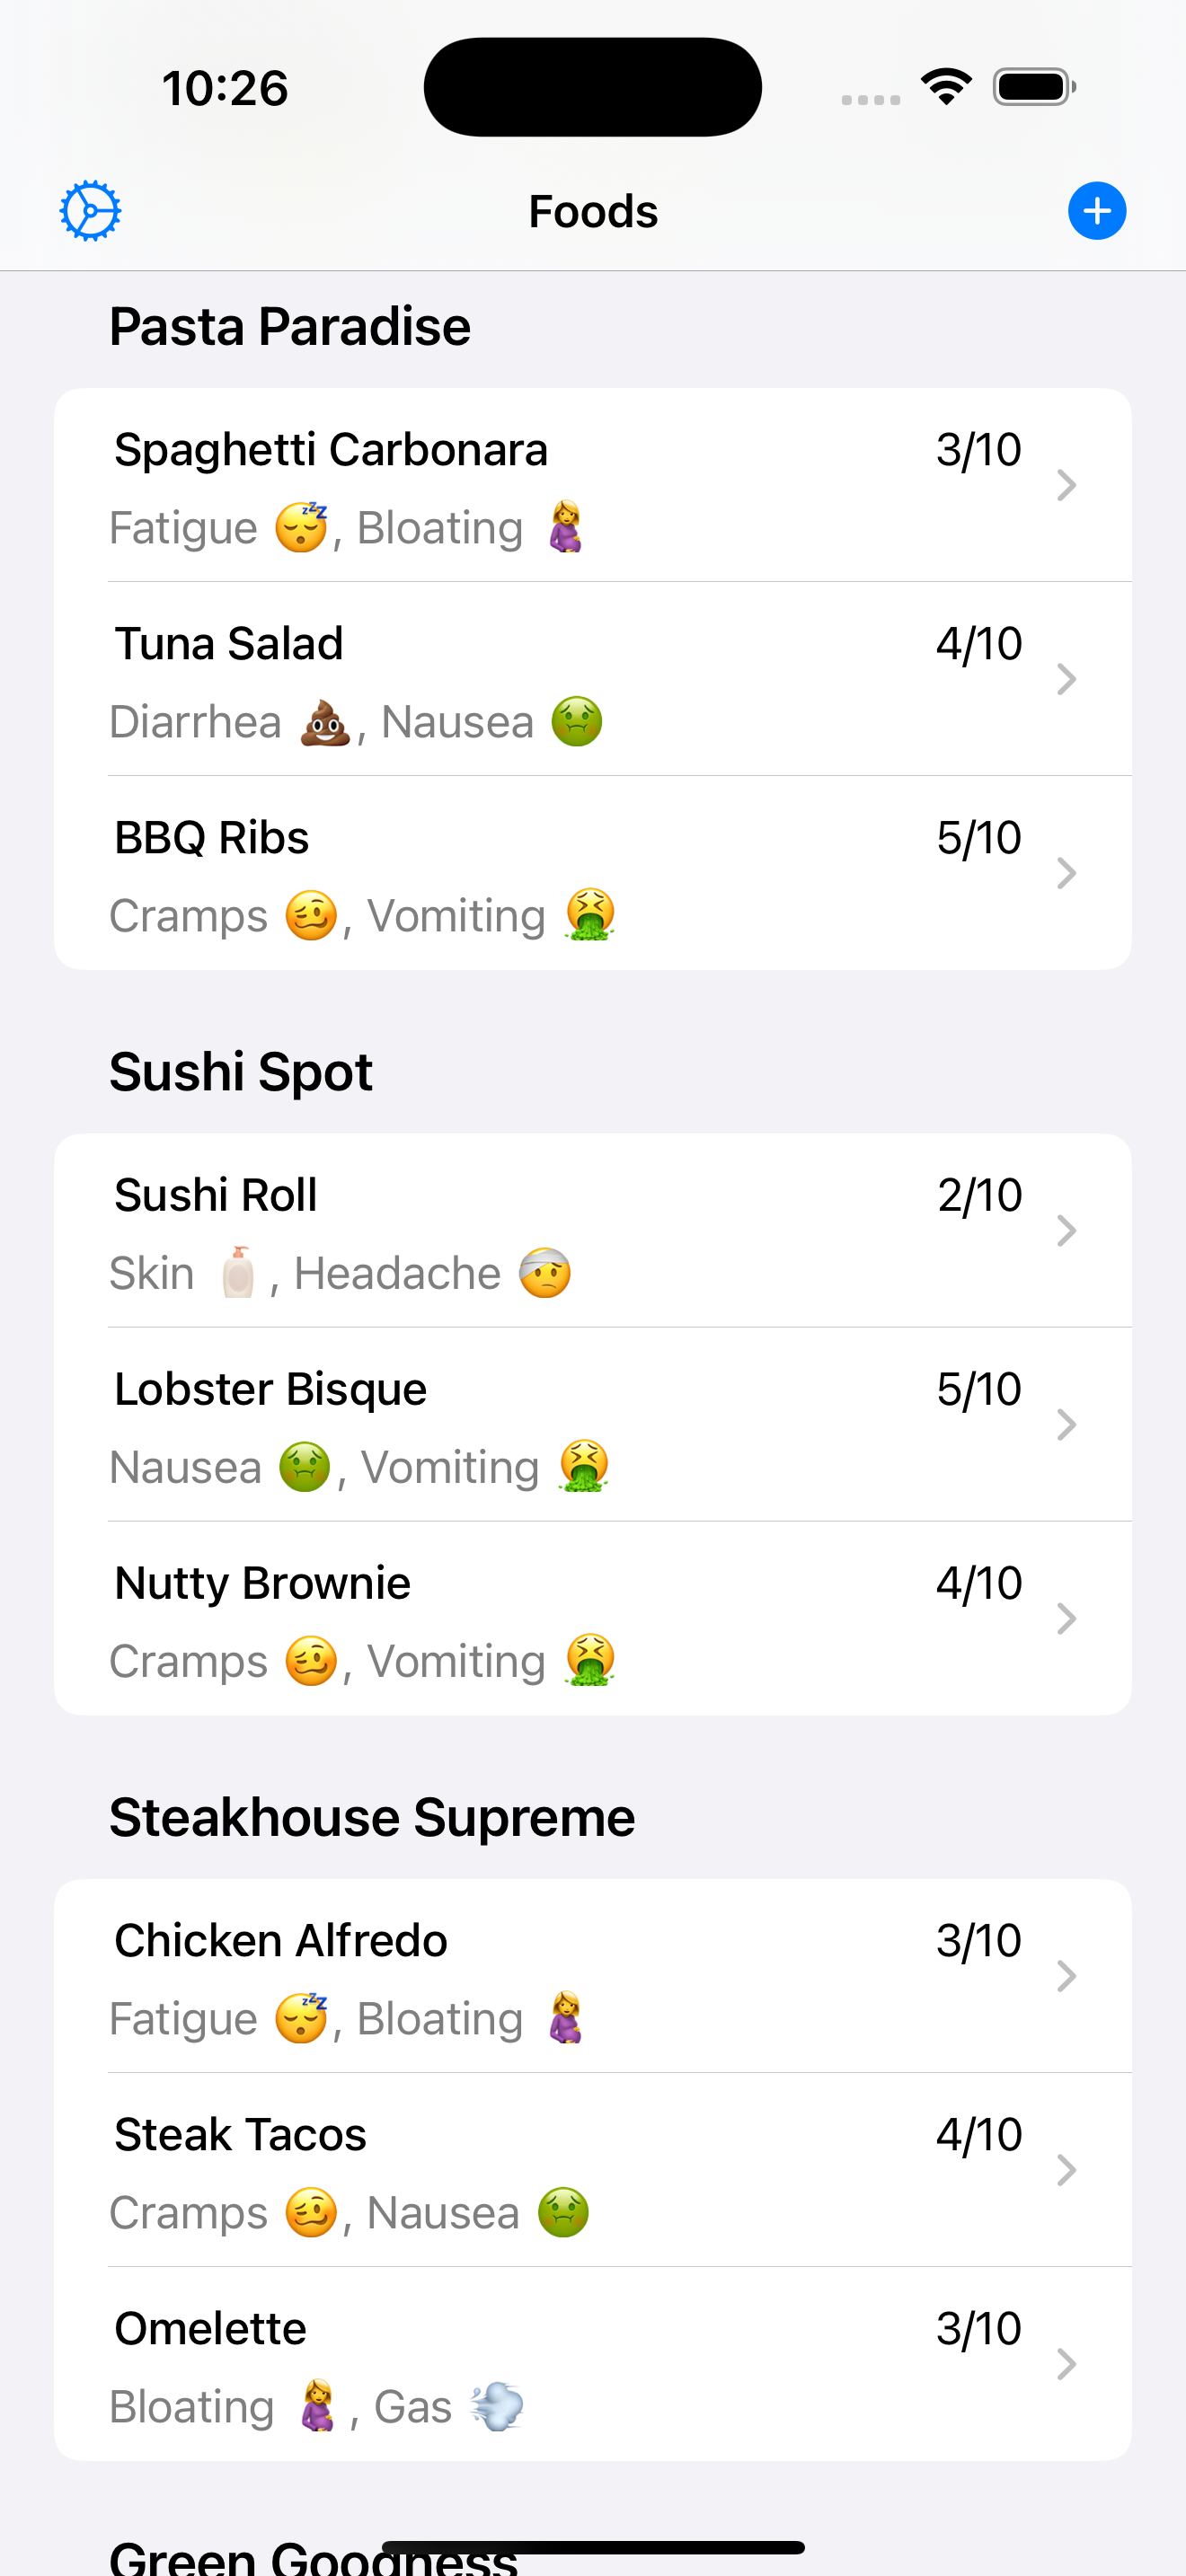 10:26
Foods
Pasta Paradise
Spaghetti Carbonara 3/10
Fatigue 😴, Bloating 🤰
Tuna Salad 4/10
Diarrhea 💩, Nausea 🤢
BBQ Ribs 5/10
Cramps 🥴, Vomiting 🤮
Sushi Spot
Sushi Roll 2/10
Skin 🧴, Headache 🤕
Lobster Bisque 5/10
Nausea 🤢, Vomiting 🤮
Nutty Brownie 4/10
Cramps 🥴, Vomiting 🤮
Steakhouse Supreme
Chicken Alfredo 3/10
Fatigue 😴, Bloating 🤰
Steak Tacos 4/10
Cramps 🥴, Nausea 🤢
Omelette 3/10
Bloating 🤰, Gas 💨
Green Goodness